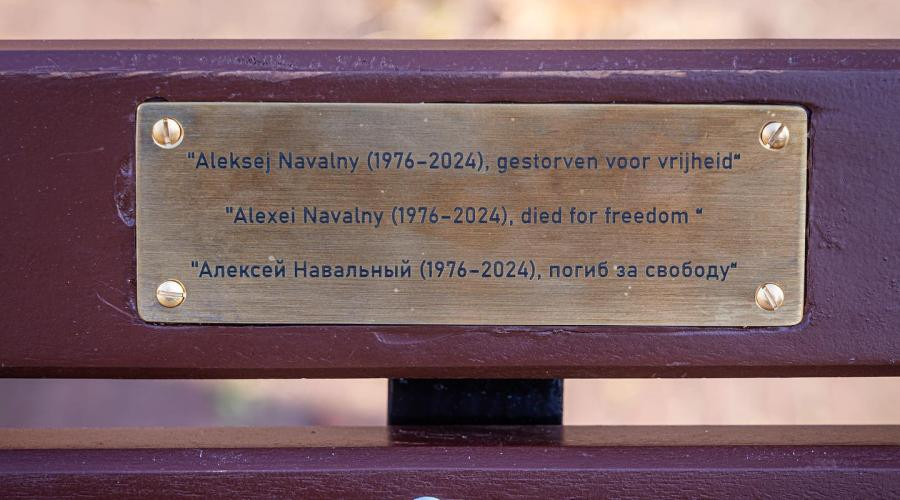 "Aleksej Navalny (1976–2024), gestorven voor vrijheid“
"Alexei Navalny (1976–2024), died for freedom “
"Алексей Навальный (1976–2024), погиб за свободу“